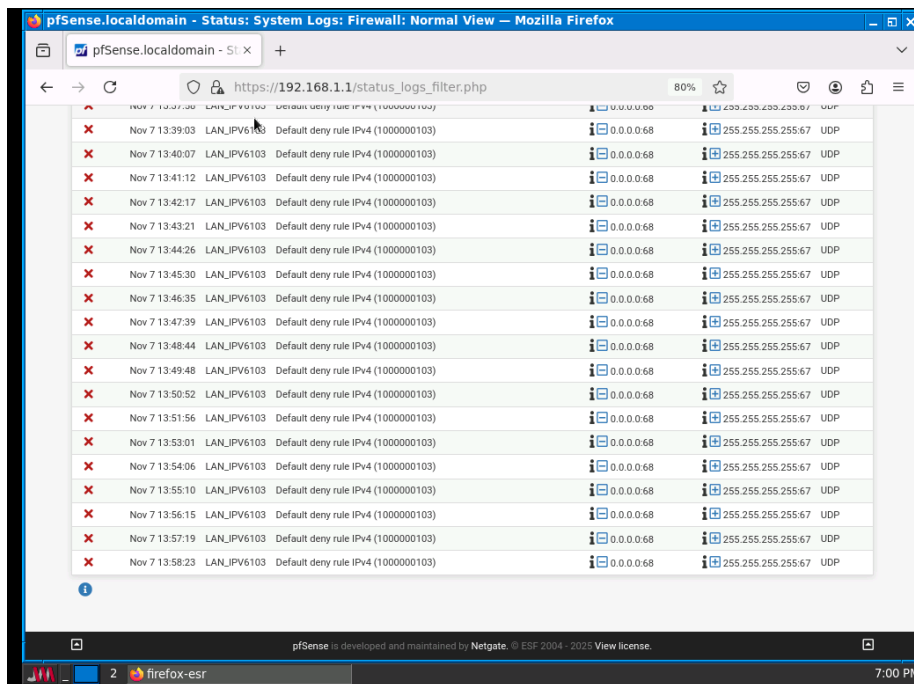 pfSense.localdomain - Status: System Logs: Firewall: Normal View — Mozilla Firefox
pfSense.localdomain - St
https://192.168.1.1/status_logs_filter.php 80%
LAN_IPV6103 Default deny rule IPv4 (1000000103) 0.0.0.0:68 255.255.255.255:67 UDP
Nov 7 13:39:03 LAN_IPV6103 Default deny rule IPv4 (1000000103) 0.0.0.0:68 255.255.255.255:67 UDP
Nov 7 13:40:07 LAN_IPV6103 Default deny rule IPv4 (1000000103) 0.0.0.0:68 255.255.255.255:67 UDP
Nov 7 13:41:12 LAN_IPV6103 Default deny rule IPv4 (1000000103) 0.0.0.0:68 255.255.255.255:67 UDP
Nov 7 13:42:17 LAN_IPV6103 Default deny rule IPv4 (1000000103) 0.0.0.0:68 255.255.255.255:67 UDP
Nov 7 13:43:21 LAN_IPV6103 Default deny rule IPv4 (1000000103) 0.0.0.0:68 255.255.255.255:67 UDP
Nov 7 13:44:26 LAN_IPV6103 Default deny rule IPv4 (1000000103) 0.0.0.0:68 255.255.255.255:67 UDP
Nov 7 13:45:30 LAN_IPV6103 Default deny rule IPv4 (1000000103) 0.0.0.0:68 255.255.255.255:67 UDP
Nov 7 13:46:35 LAN_IPV6103 Default deny rule IPv4 (1000000103) 0.0.0.0:68 255.255.255.255:67 UDP
Nov 7 13:47:39 LAN_IPV6103 Default deny rule IPv4 (1000000103) 0.0.0.0:68 255.255.255.255:67 UDP
Nov 7 13:48:44 LAN_IPV6103 Default deny rule IPv4 (1000000103) 0.0.0.0:68 255.255.255.255:67 UDP
Nov 7 13:49:48 LAN_IPV6103 Default deny rule IPv4 (1000000103) 0.0.0.0:68 255.255.255.255:67 UDP
Nov 7 13:50:52 LAN_IPV6103 Default deny rule IPv4 (1000000103) 0.0.0.0:68 255.255.255.255:67 UDP
Nov 7 13:51:56 LAN_IPV6103 Default deny rule IPv4 (1000000103) 0.0.0.0:68 255.255.255.255:67 UDP
Nov 7 13:53:01 LAN_IPV6103 Default deny rule IPv4 (1000000103) 0.0.0.0:68 255.255.255.255:67 UDP
Nov 7 13:54:06 LAN_IPV6103 Default deny rule IPv4 (1000000103) 0.0.0.0:68 255.255.255.255:67 UDP
Nov 7 13:55:10 LAN_IPV6103 Default deny rule IPv4 (1000000103) 0.0.0.0:68 255.255.255.255:67 UDP
Nov 7 13:56:15 LAN_IPV6103 Default deny rule IPv4 (1000000103) 0.0.0.0:68 255.255.255.255:67 UDP
Nov 7 13:57:19 LAN_IPV6103 Default deny rule IPv4 (1000000103) 0.0.0.0:68 255.255.255.255:67 UDP
Nov 7 13:58:23 LAN_IPV6103 Default deny rule IPv4 (1000000103) 0.0.0.0:68 255.255.255.255:67 UDP
pfSense is developed and maintained by Netgate. © ESF 2004 - 2025 View license.
2 firefox-esr 7:00 PM